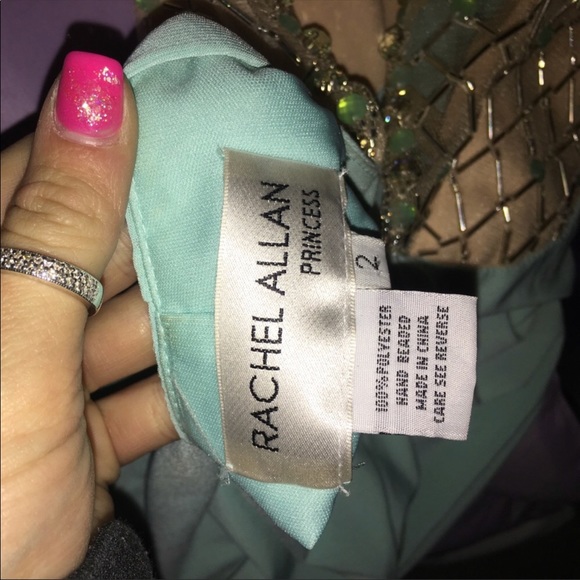 RACHEL ALLAN
PRINCESS
2
100% POLYESTER
HAND BEADED
MADE IN CHINA
CARE SEE REVERSE